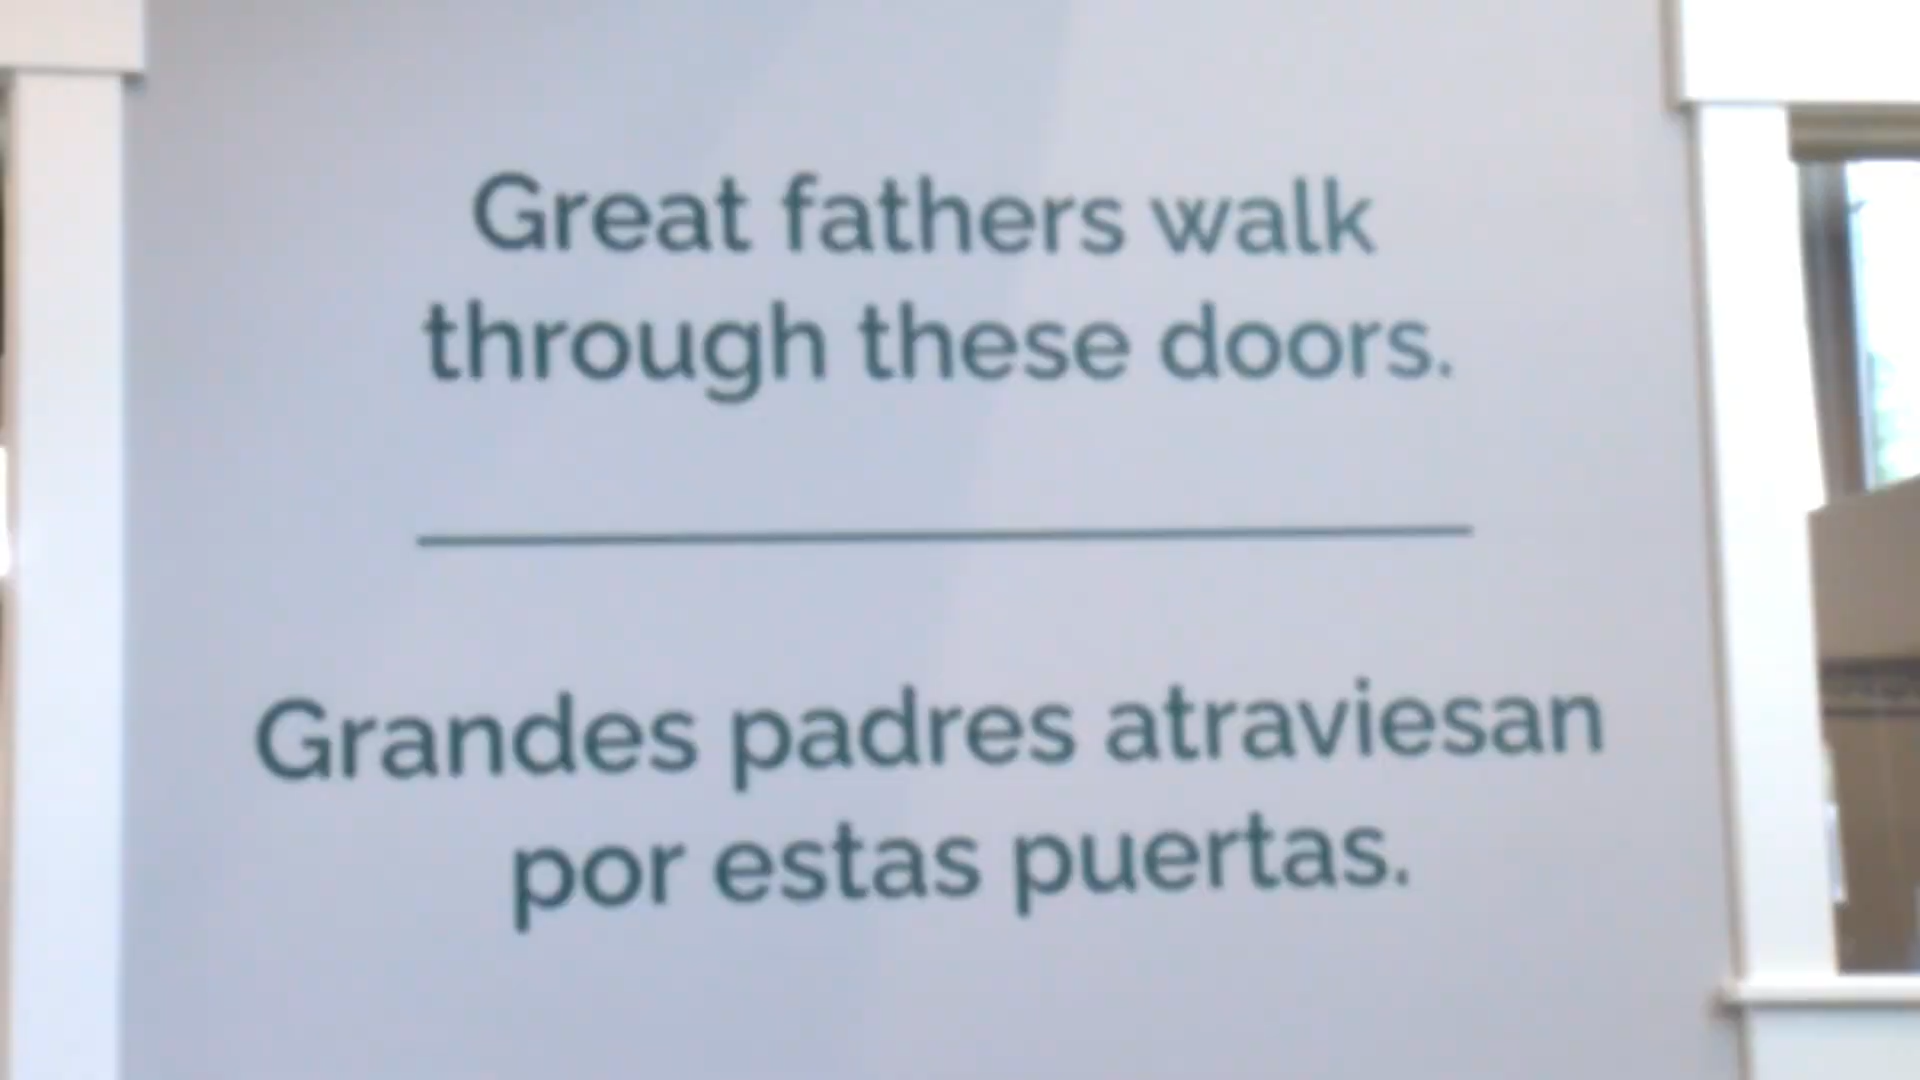 Great fathers walk
through these doors.
Grandes padres atraviesan
por estas puertas.